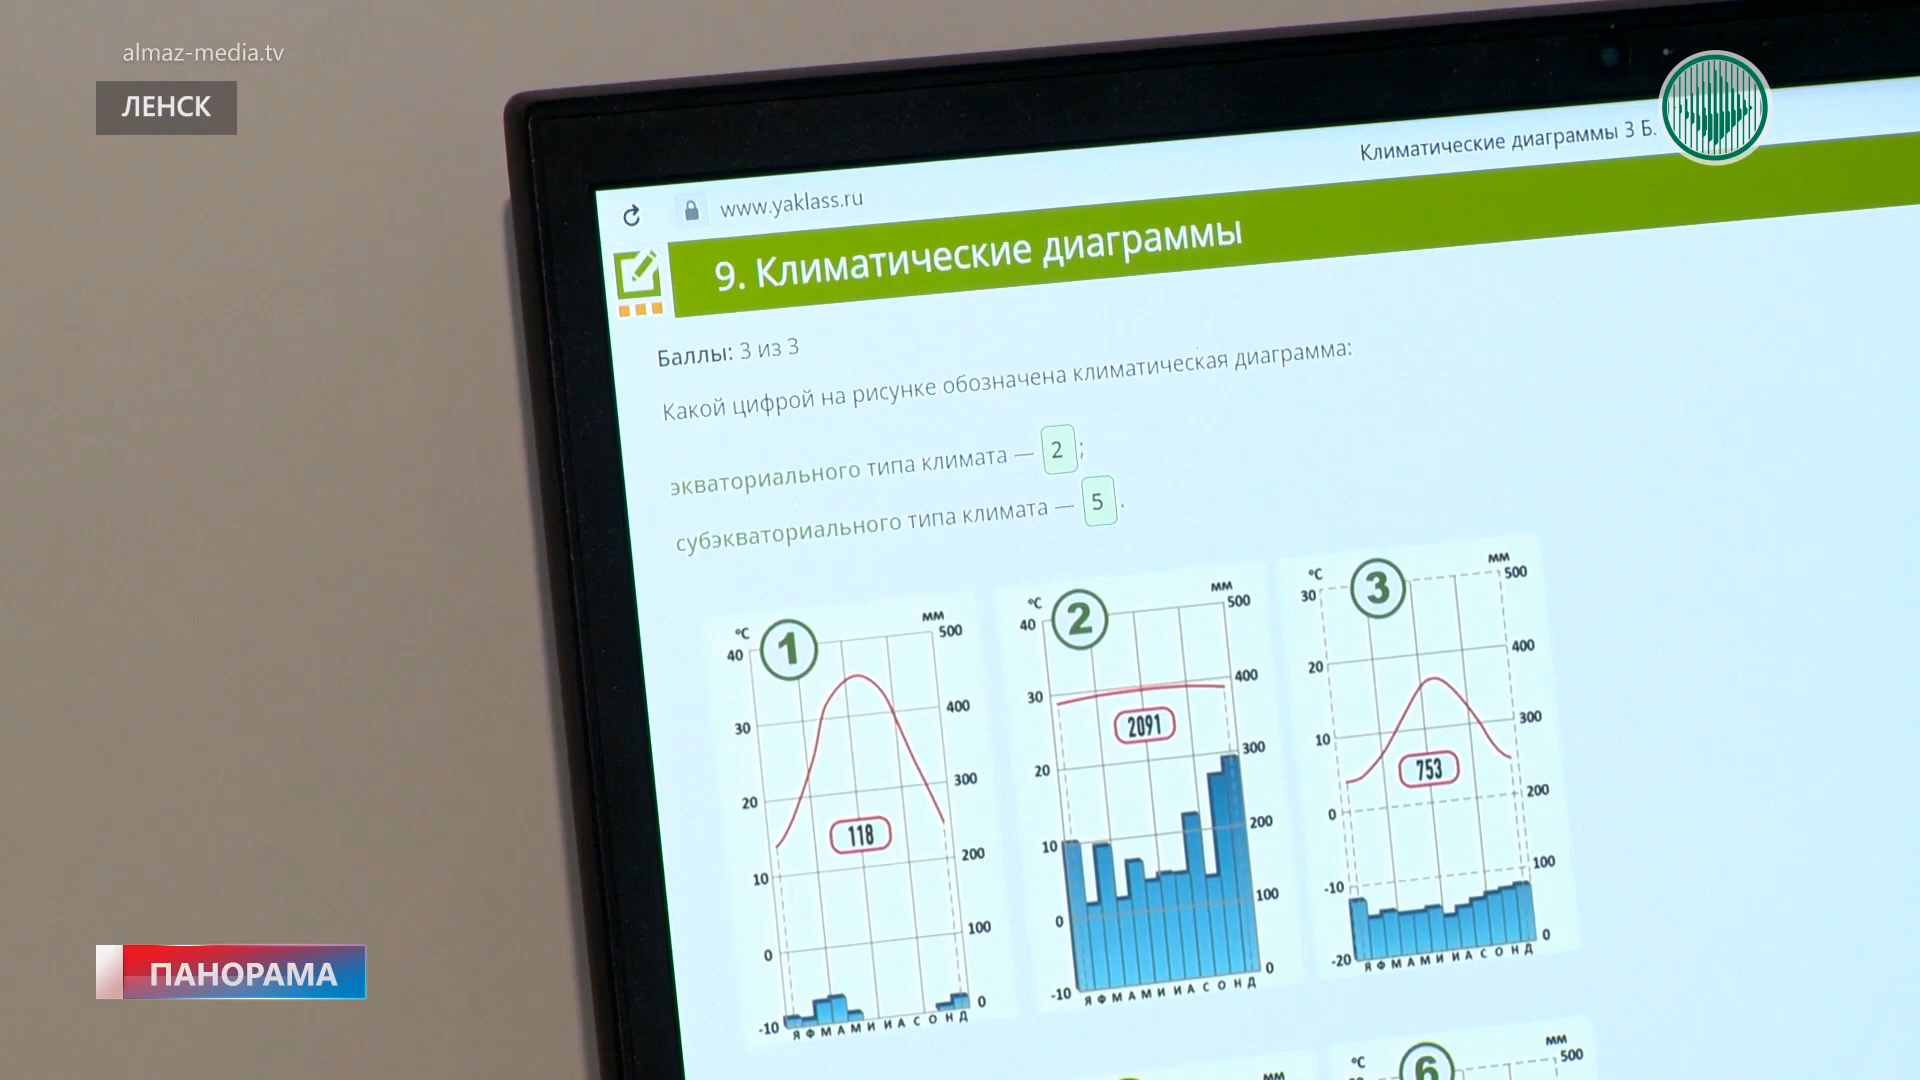 almaz-media.tv
ЛЕНСК
Климатические диаграммы 3 Б.
www.yaklass.ru
9. Климатические диаграммы
Баллы: 3 из 3
Какой цифрой на рисунке обозначена климатическая диаграмма:
экваториального типа климата — 2 ;
субэкваториального типа климата — 5 .
°C 1 мм
40 500
30 400
118
20 300
10 200
0 100
-10 0
Я Ф М А М И И А С О Н Д
°C 2 мм
40 500
30 400
2091
20 300
10 200
0 100
-10 0
Я Ф М А М И И А С О Н Д
°C 3 мм
30 500
20 400
10 300
753
0 200
-10 100
-20 0
Я Ф М А М И И А С О Н Д
мм
°C 6 мм
500
ПАНОРАМА